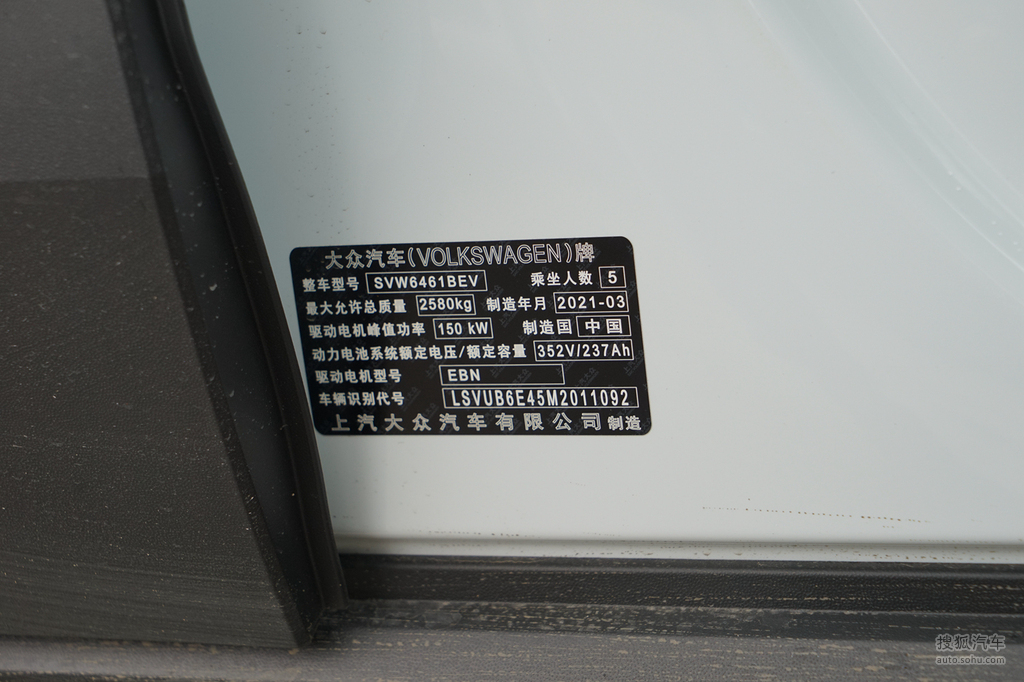 大众汽车(VOLKSWAGEN)牌
整车型号 SVW6461BEV 乘坐人数 5
最大允许总质量 2580kg 制造年月 2021-03
驱动电机峰值功率 150 kW 制造国 中国
动力电池系统额定电压/额定容量 352V/237Ah
驱动电机型号 EBN
车辆识别代号 LSVUB6E45M2011092
上汽大众汽车有限公司制造
搜狐汽车
auto.sohu.com